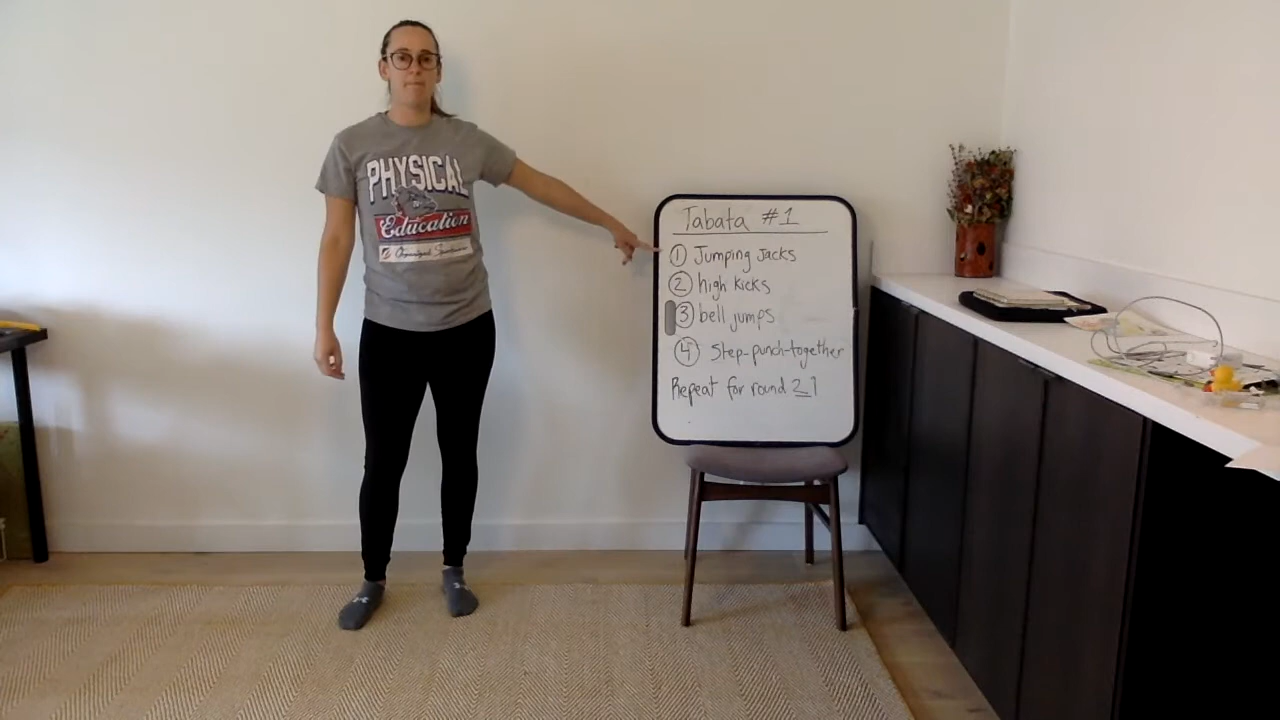 PHYSICAL
Education
Tabata #1
1 Jumping Jacks
2 high kicks
3 bell jumps
4 Step-punch-together
Repeat for round 2!